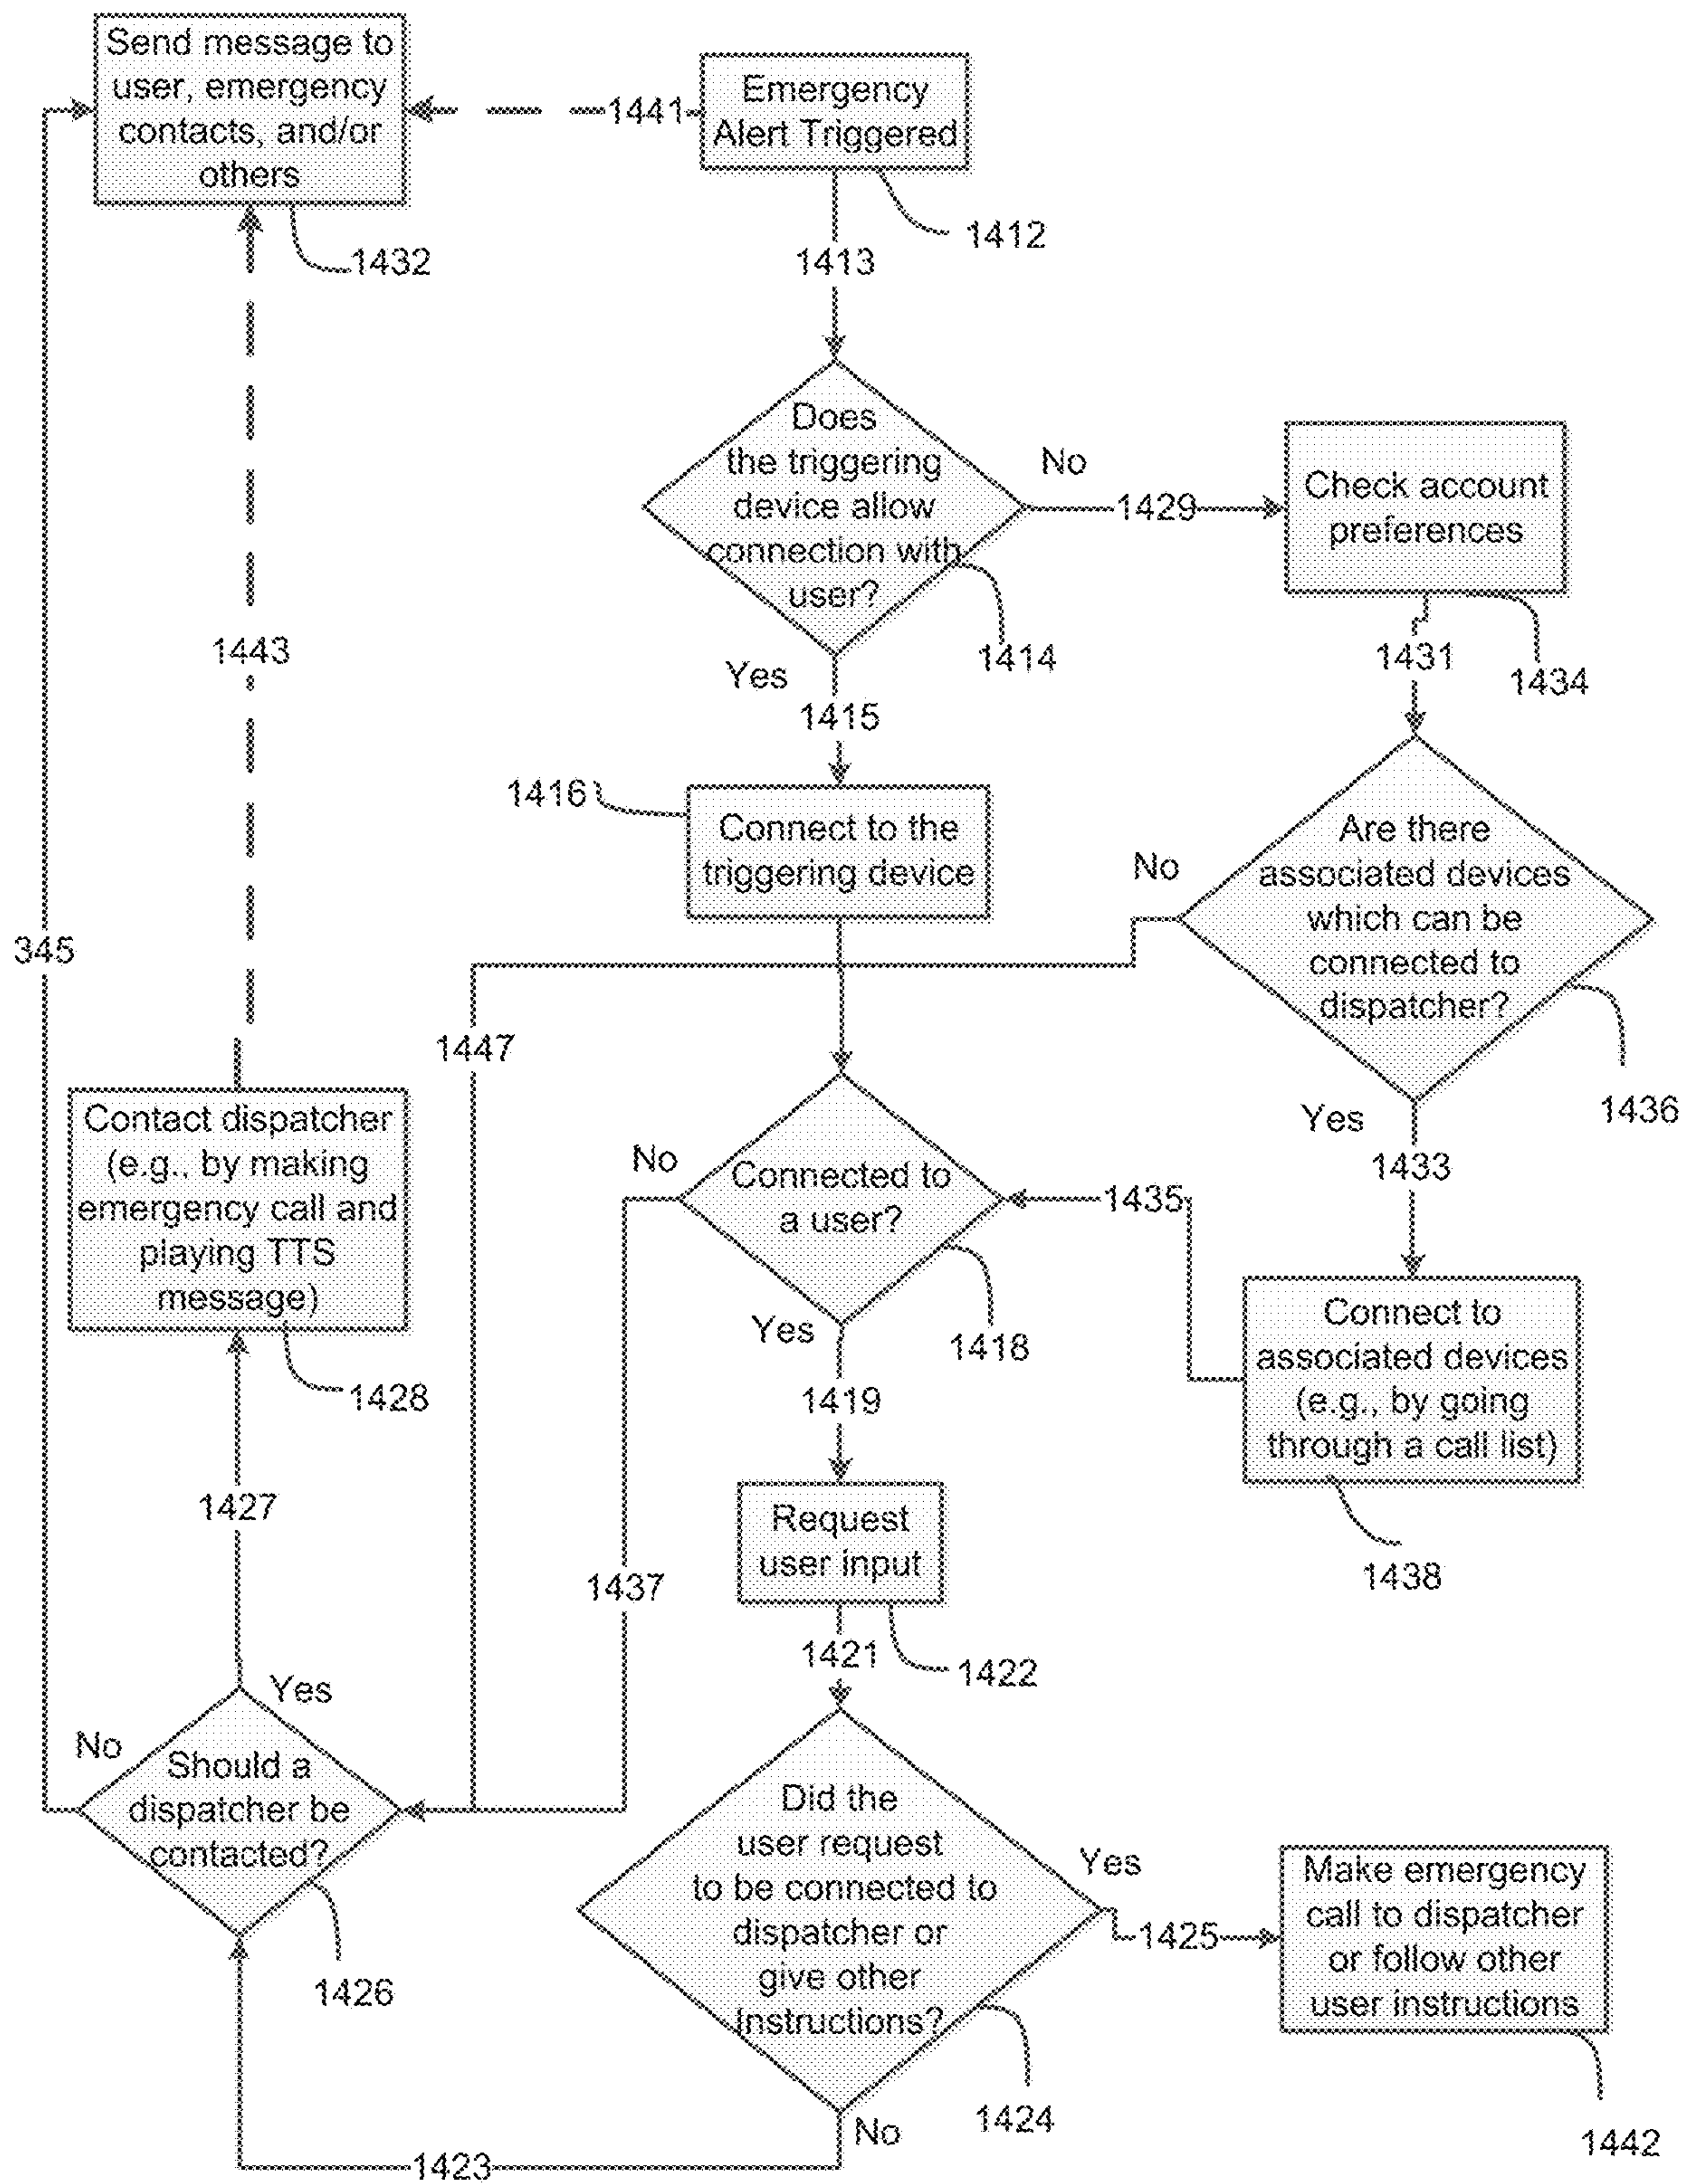 Send message to
user, emergency
contacts, and/or
others
1441
Emergency
Alert Triggered
1412
1432
1413
Does
the triggering
device allow
connection with
user?
No
1429
Check account
preferences
1414
1443
Yes
1415
1431
1434
1416
Connect to the
triggering device
Are there
associated devices
which can be
connected to
dispatcher?
No
345
1447
1436
Yes
1433
Contact dispatcher
(e.g., by making
emergency call and
playing TTS
message)
No
Connected to
a user?
1435
Yes
1418
1428
1419
Connect to
associated devices
(e.g., by going
through a call list)
1427
Request
user input
1438
1437
1421
1422
Yes
No
Should a
dispatcher be
contacted?
Did the
user request
to be connected to
dispatcher or
give other
instructions?
Yes
1425
Make emergency
call to dispatcher
or follow other
user instructions
1426
1424
No
1442
1423